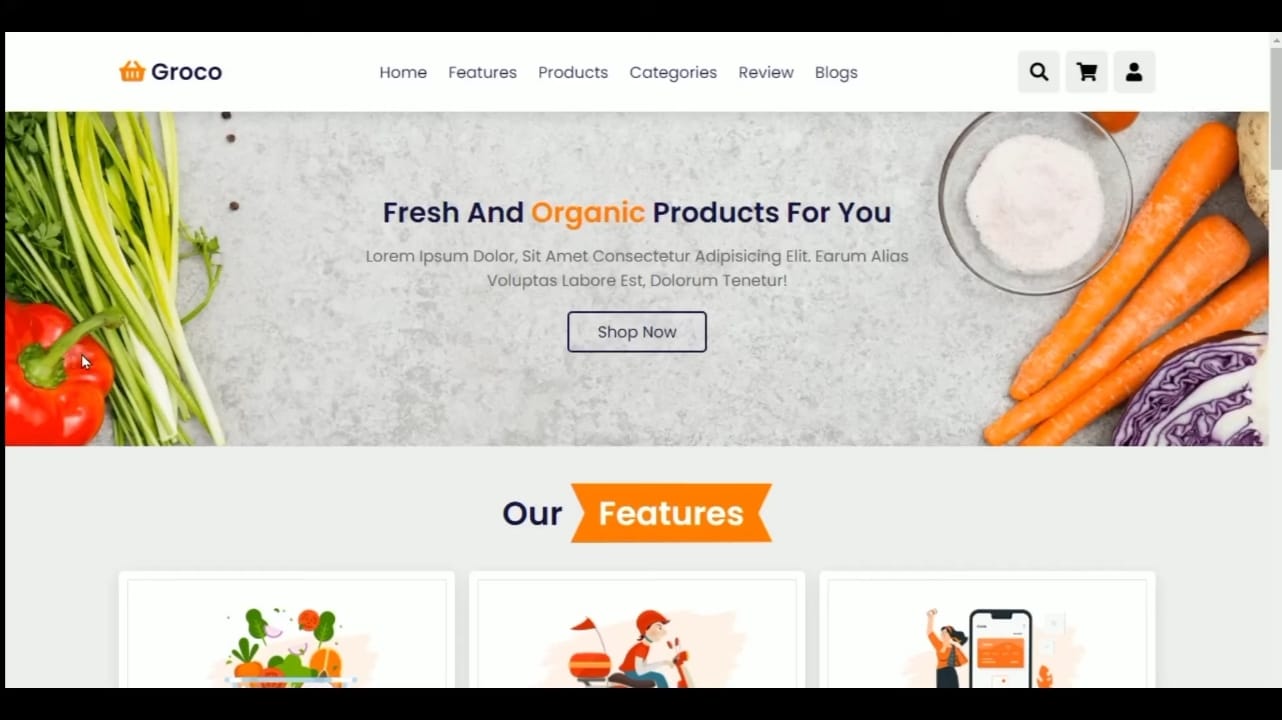 Groco
Home Features Products Categories Review Blogs
Fresh And Organic Products For You
Lorem Ipsum Dolor, Sit Amet Consectetur Adipisicing Elit. Earum Alias
Voluptas Labore Est, Dolorum Tenetur!
Shop Now
Our Features